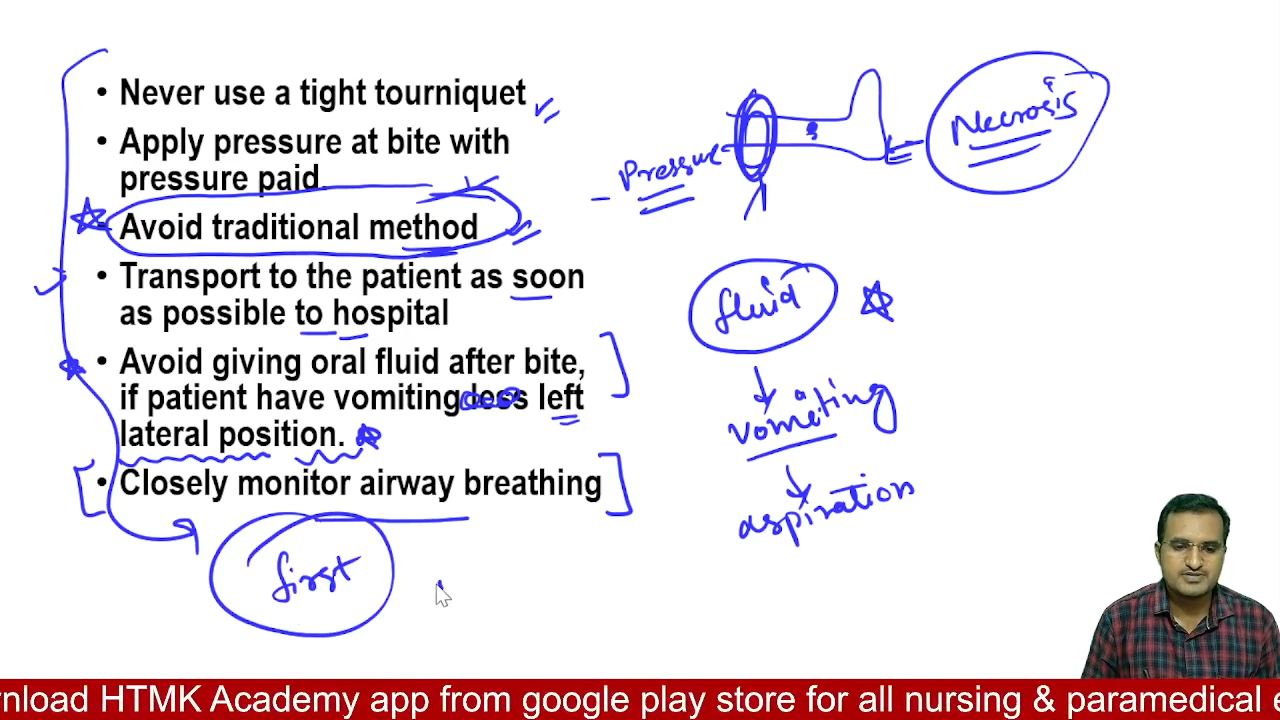 • Never use a tight tourniquet
• Apply pressure at bite with
pressure paid.
• Avoid traditional method
• Transport to the patient as soon
as possible to hospital
• Avoid giving oral fluid after bite,
if patient have vomiting less left
lateral position.
• Closely monitor airway breathing
first
Pressure
Necrosis
fluid
vomiting
aspiration
nload HTMK Academy app from google play store for all nursing & paramedical e